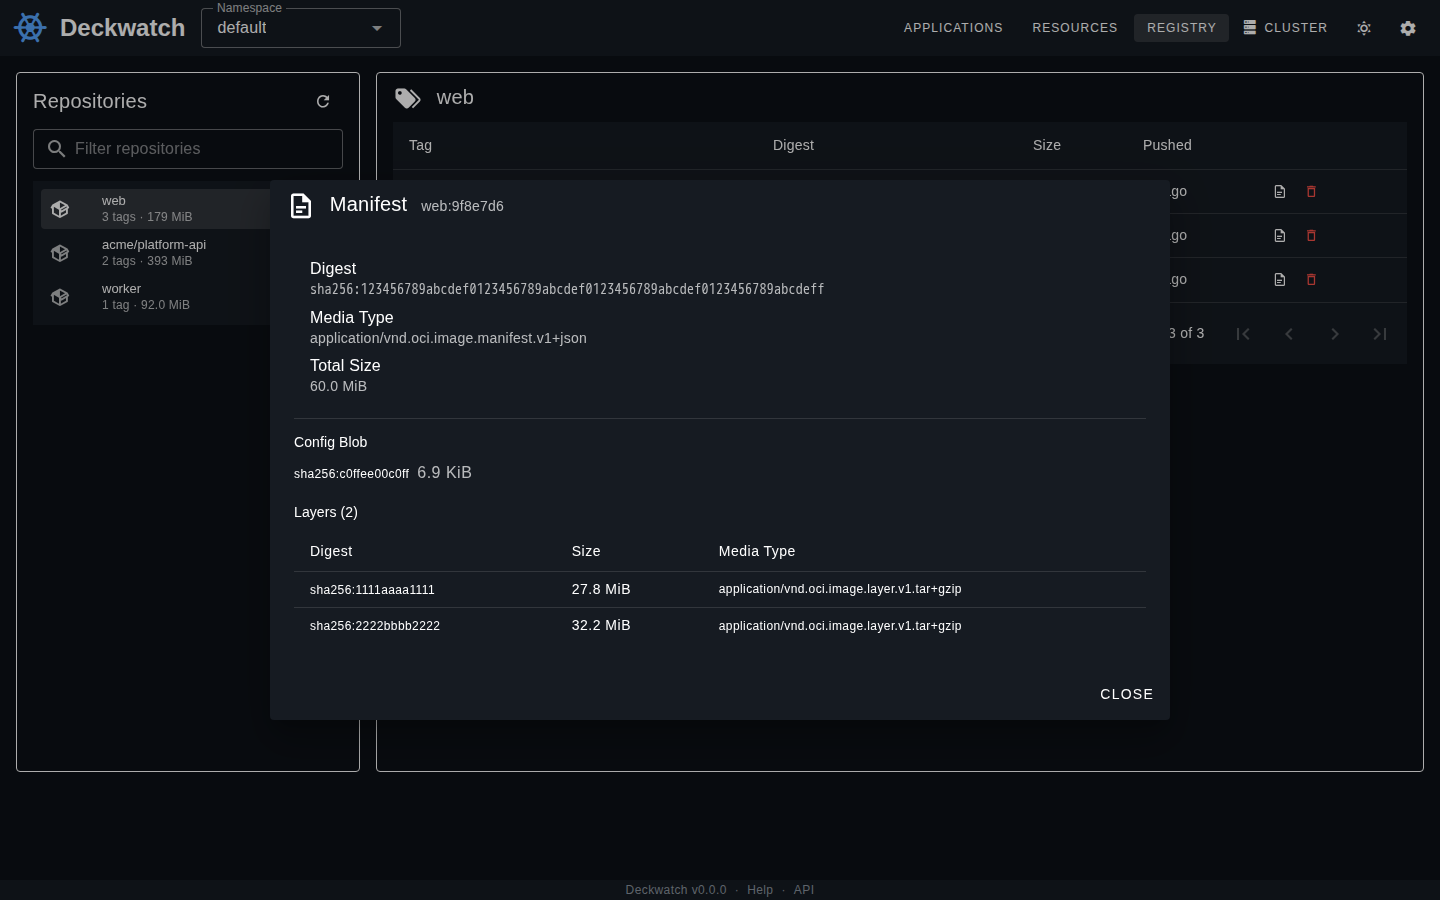 Deckwatch
Namespace
default
APPLICATIONS
RESOURCES
REGISTRY
CLUSTER
Repositories
Filter repositories
web
3 tags · 179 MiB
acme/platform-api
2 tags · 393 MiB
worker
1 tag · 92.0 MiB
web
Tag Digest Size Pushed
ago
ago
ago
3 of 3
Manifest web:9f8e7d6
Digest
sha256:123456789abcdef0123456789abcdef0123456789abcdef0123456789abcdeff
Media Type
application/vnd.oci.image.manifest.v1+json
Total Size
60.0 MiB
Config Blob
sha256:c0ffee00c0ff 6.9 KiB
Layers (2)
Digest Size Media Type
sha256:1111aaaa1111 27.8 MiB application/vnd.oci.image.layer.v1.tar+gzip
sha256:2222bbbb2222 32.2 MiB application/vnd.oci.image.layer.v1.tar+gzip
CLOSE
Deckwatch v0.0.0 · Help · API